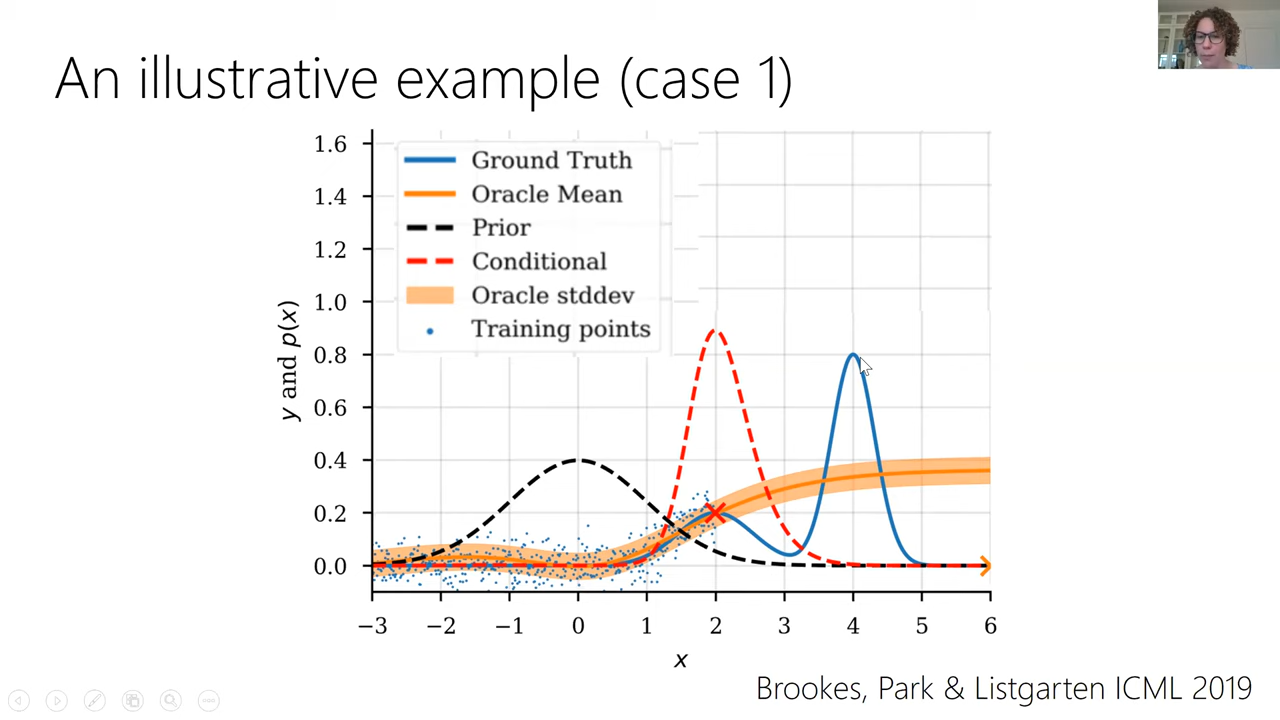 An illustrative example (case 1)
Ground Truth
Oracle Mean
Prior
Conditional
Oracle stddev
Training points
y and p(x)
1.6
1.4
1.2
1.0
0.8
0.6
0.4
0.2
0.0
−3 −2 −1 0 1 2 3 4 5 6
x
Brookes, Park & Listgarten ICML 2019